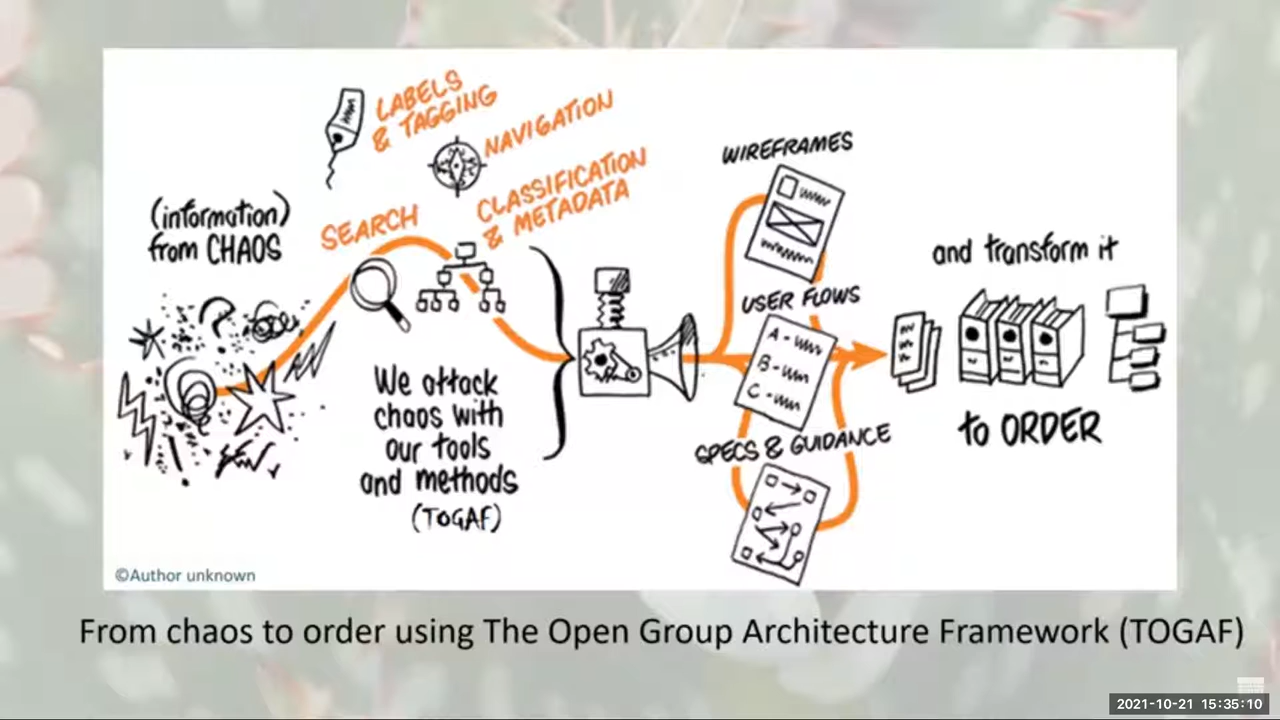 LABELS
& TAGGING
NAVIGATION
CLASSIFICATION
& METADATA
SEARCH
(information)
from CHAOS
We attack
chaos with
our tools
and methods
(TOGAF)
WIREFRAMES
USER FLOWS
A
B
C
SPECS & GUIDANCE
and transform it
to ORDER
©Author unknown
From chaos to order using The Open Group Architecture Framework (TOGAF)
2021-10-21 15:35:10